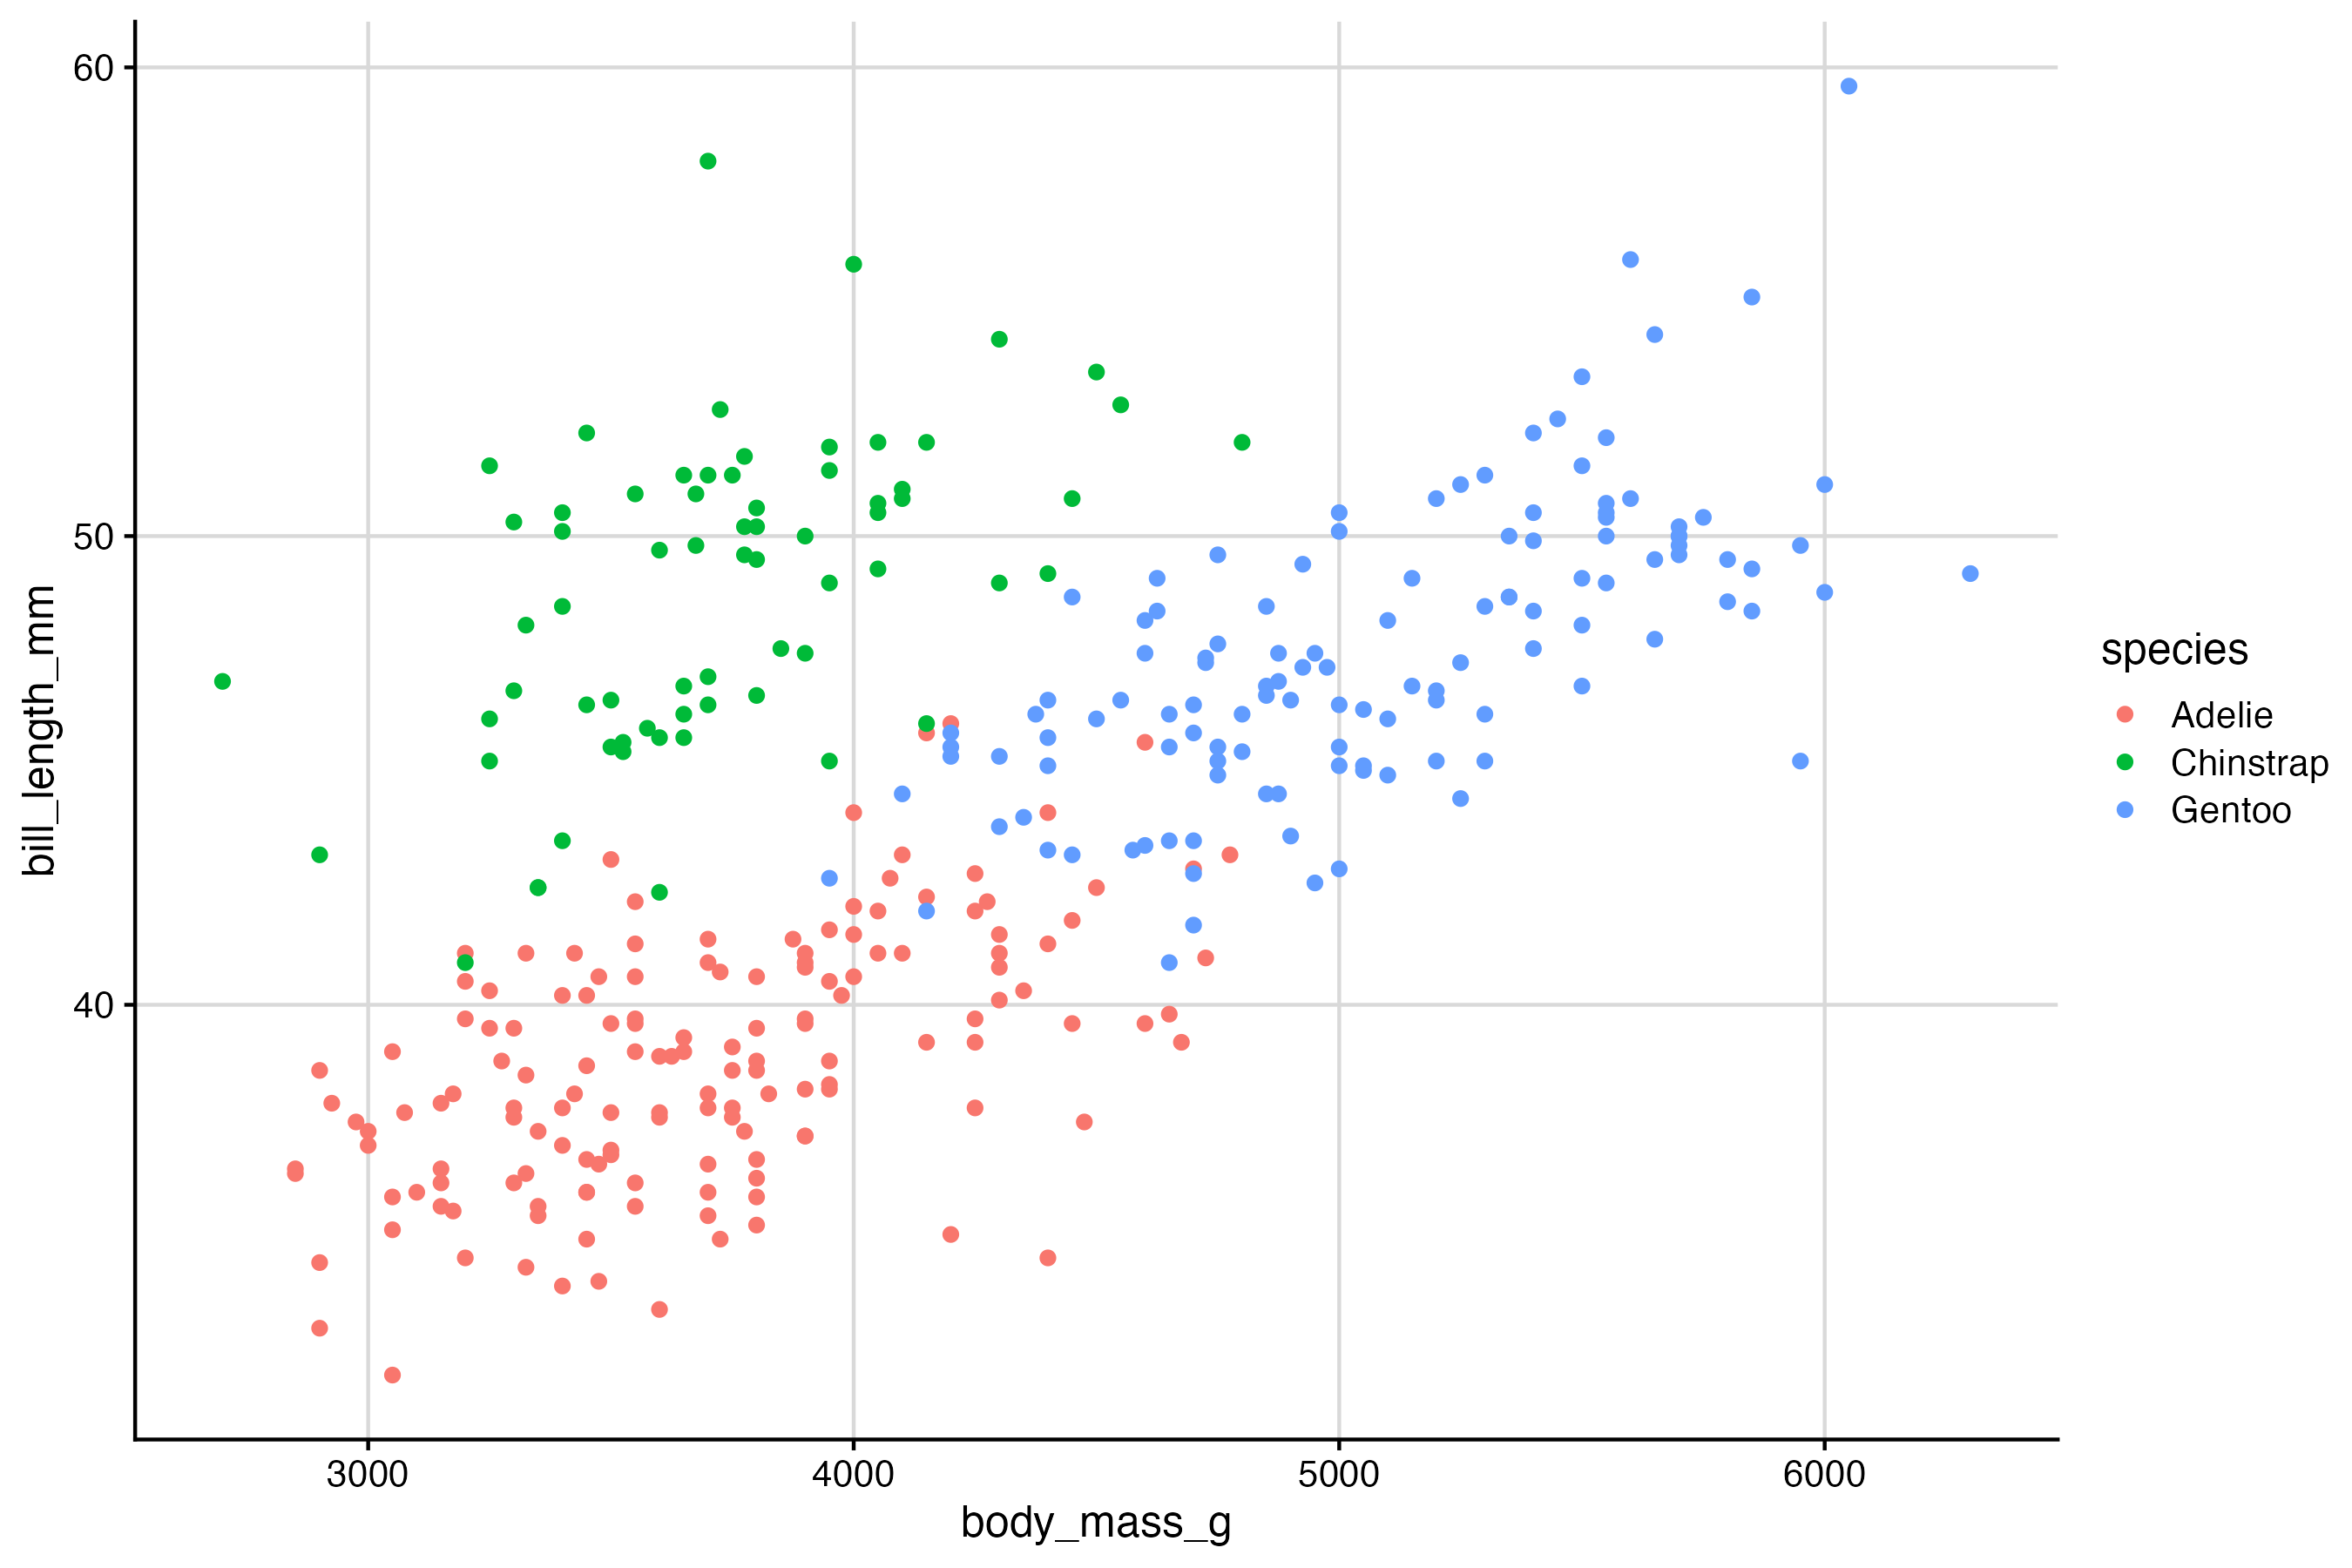 60
50
40
bill_length_mm
3000 4000 5000 6000
body_mass_g
species
Adelie
Chinstrap
Gentoo